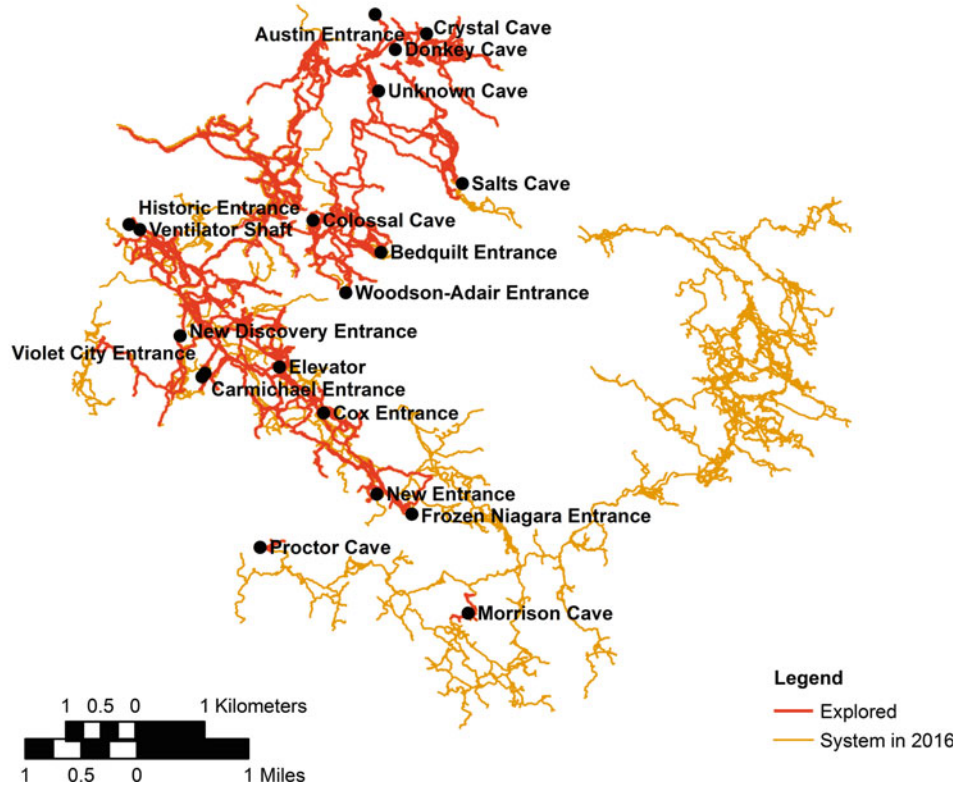 Austin Entrance
Crystal Cave
Donkey Cave
Unknown Cave
Salts Cave
Historic Entrance
Ventilator Shaft
Colossal Cave
Bedquilt Entrance
Woodson-Adair Entrance
New Discovery Entrance
Violet City Entrance
Elevator
Carmichael Entrance
Cox Entrance
New Entrance
Frozen Niagara Entrance
Proctor Cave
Morrison Cave
Legend
Explored
System in 2016
1 0.5 0 1 Kilometers
1 0.5 0 1 Miles